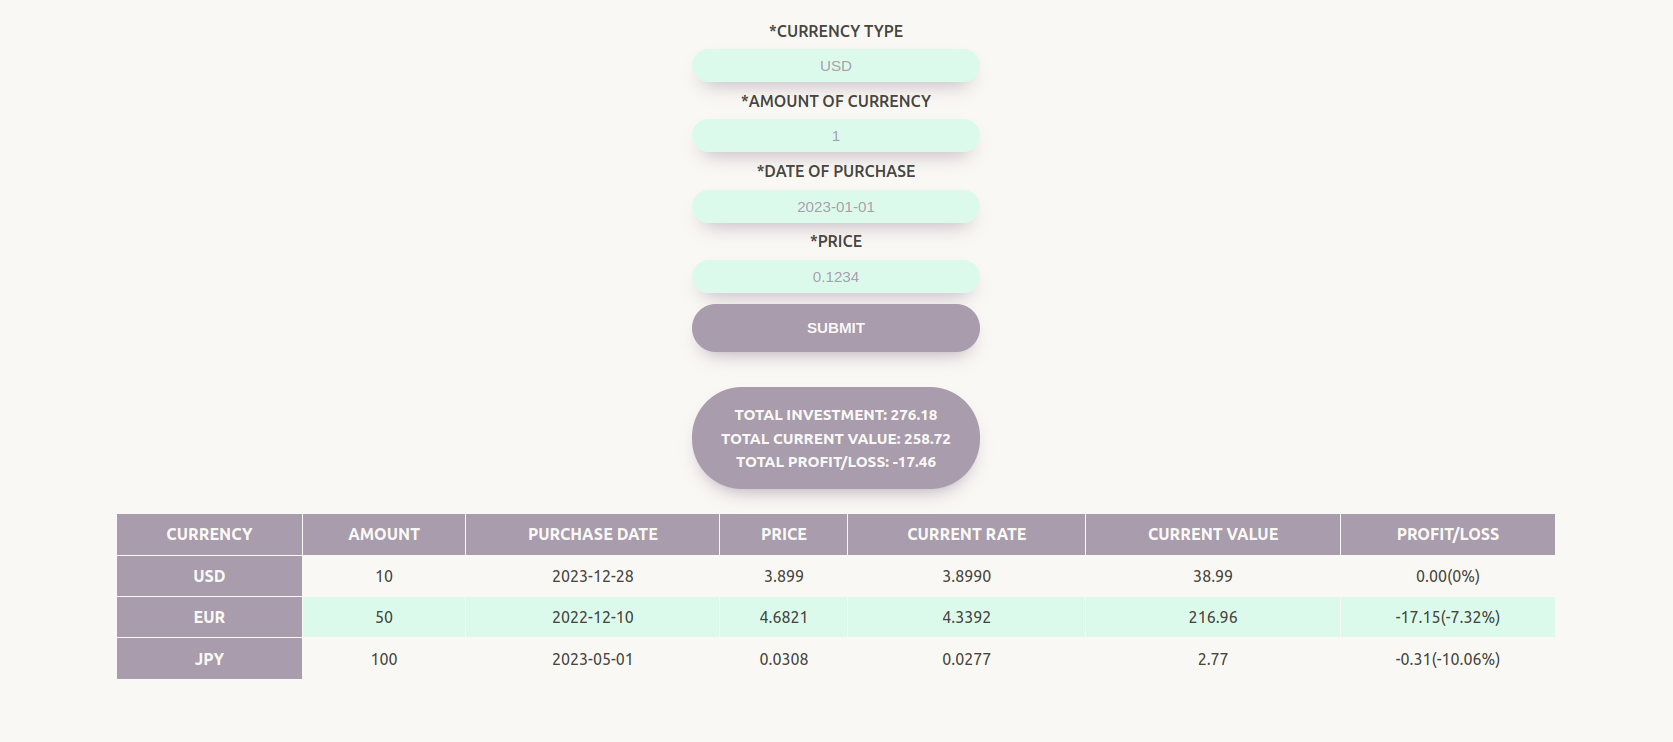 *CURRENCY TYPE
USD
*AMOUNT OF CURRENCY
1
*DATE OF PURCHASE
2023-01-01
*PRICE
0.1234
SUBMIT
TOTAL INVESTMENT: 276.18
TOTAL CURRENT VALUE: 258.72
TOTAL PROFIT/LOSS: -17.46
CURRENCY AMOUNT PURCHASE DATE PRICE CURRENT RATE CURRENT VALUE PROFIT/LOSS
USD 10 2023-12-28 3.899 3.8990 38.99 0.00(0%)
EUR 50 2022-12-10 4.6821 4.3392 216.96 -17.15(-7.32%)
JPY 100 2023-05-01 0.0308 0.0277 2.77 -0.31(-10.06%)